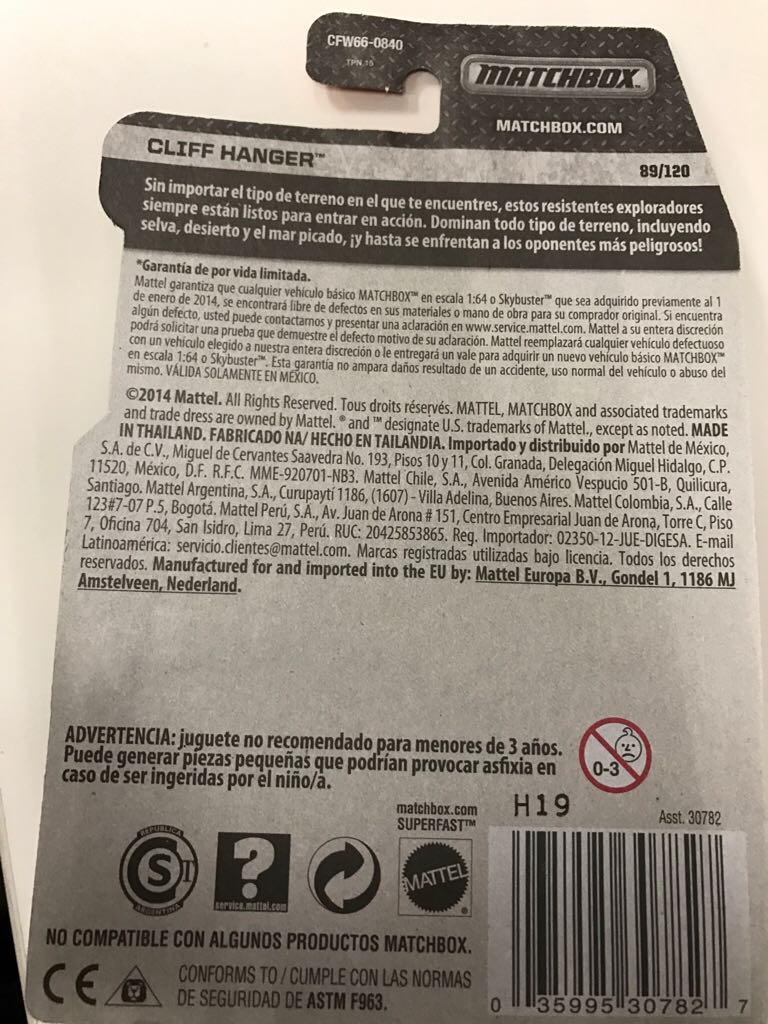 CFW66-0840
TPN 15
MATCHBOX™
MATCHBOX.COM
CLIFF HANGER™
89/120
Sin importar el tipo de terreno en el que te encuentres, estos resistentes exploradores
siempre están listos para entrar en acción. Dominan todo tipo de terreno, incluyendo
selva, desierto y el mar picado, ¡y hasta se enfrentan a los oponentes más peligrosos!
*Garantía de por vida limitada.
Mattel garantiza que cualquier vehículo básico MATCHBOX™ en escala 1:64 o Skybuster™ que sea adquirido previamente al 1
de enero de 2014, se encontrará libre de defectos en sus materiales o mano de obra para su comprador original. Si encuentra
algún defecto, usted puede contactarnos y presentar una aclaración en www.service.mattel.com. Mattel a su entera discreción
podrá solicitar una prueba que demuestre el defecto motivo de su aclaración. Mattel reemplazará cualquier vehículo defectuoso
con un vehículo elegido a nuestra entera discreción o le entregará un vale para adquirir un nuevo vehículo básico MATCHBOX™
en escala 1:64 o Skybuster™. Esta garantía no ampara daños resultado de un accidente, uso normal del vehículo o abuso del
mismo. VÁLIDA SOLAMENTE EN MÉXICO.
©2014 Mattel. All Rights Reserved. Tous droits réservés. MATTEL, MATCHBOX and associated trademarks
and trade dress are owned by Mattel. ® and ™ designate U.S. trademarks of Mattel., except as noted. MADE
IN THAILAND. FABRICADO NA/ HECHO EN TAILANDIA. Importado y distribuido por Mattel de México,
S.A. de C.V., Miguel de Cervantes Saavedra No. 193, Pisos 10 y 11, Col. Granada, Delegación Miguel Hidalgo, C.P.
11520, México, D.F. R.F.C. MME-920701-NB3. Mattel Chile, S.A., Avenida Américo Vespucio 501-B, Quilicura,
Santiago. Mattel Argentina, S.A., Curupaytí 1186, (1607) - Villa Adelina, Buenos Aires. Mattel Colombia, S.A., Calle
123#7-07 P.5, Bogotá. Mattel Perú, S.A., Av. Juan de Arona # 151, Centro Empresarial Juan de Arona, Torre C, Piso
7, Oficina 704, San Isidro, Lima 27, Perú. RUC: 20425853865. Reg. Importador: 02350-12-JUE-DIGESA. E-mail
Latinoamérica: servicio.clientes@mattel.com. Marcas registradas utilizadas bajo licencia. Todos los derechos
reservados. Manufactured for and imported into the EU by: Mattel Europa B.V., Gondel 1, 1186 MJ
Amstelveen, Nederland.
ADVERTENCIA: juguete no recomendado para menores de 3 años.
Puede generar piezas pequeñas que podrían provocar asfixia en
caso de ser ingeridas por el niño/a.
0-3
matchbox.com
SUPERFAST™
H19
Asst. 30782
REPUBLICA
S
ARGENTINA
?
service.mattel.com
MATTEL
®
NO COMPATIBLE CON ALGUNOS PRODUCTOS MATCHBOX.
CE
CONFORMS TO / CUMPLE CON LAS NORMAS
DE SEGURIDAD DE ASTM F963.
0 35995 30782 7